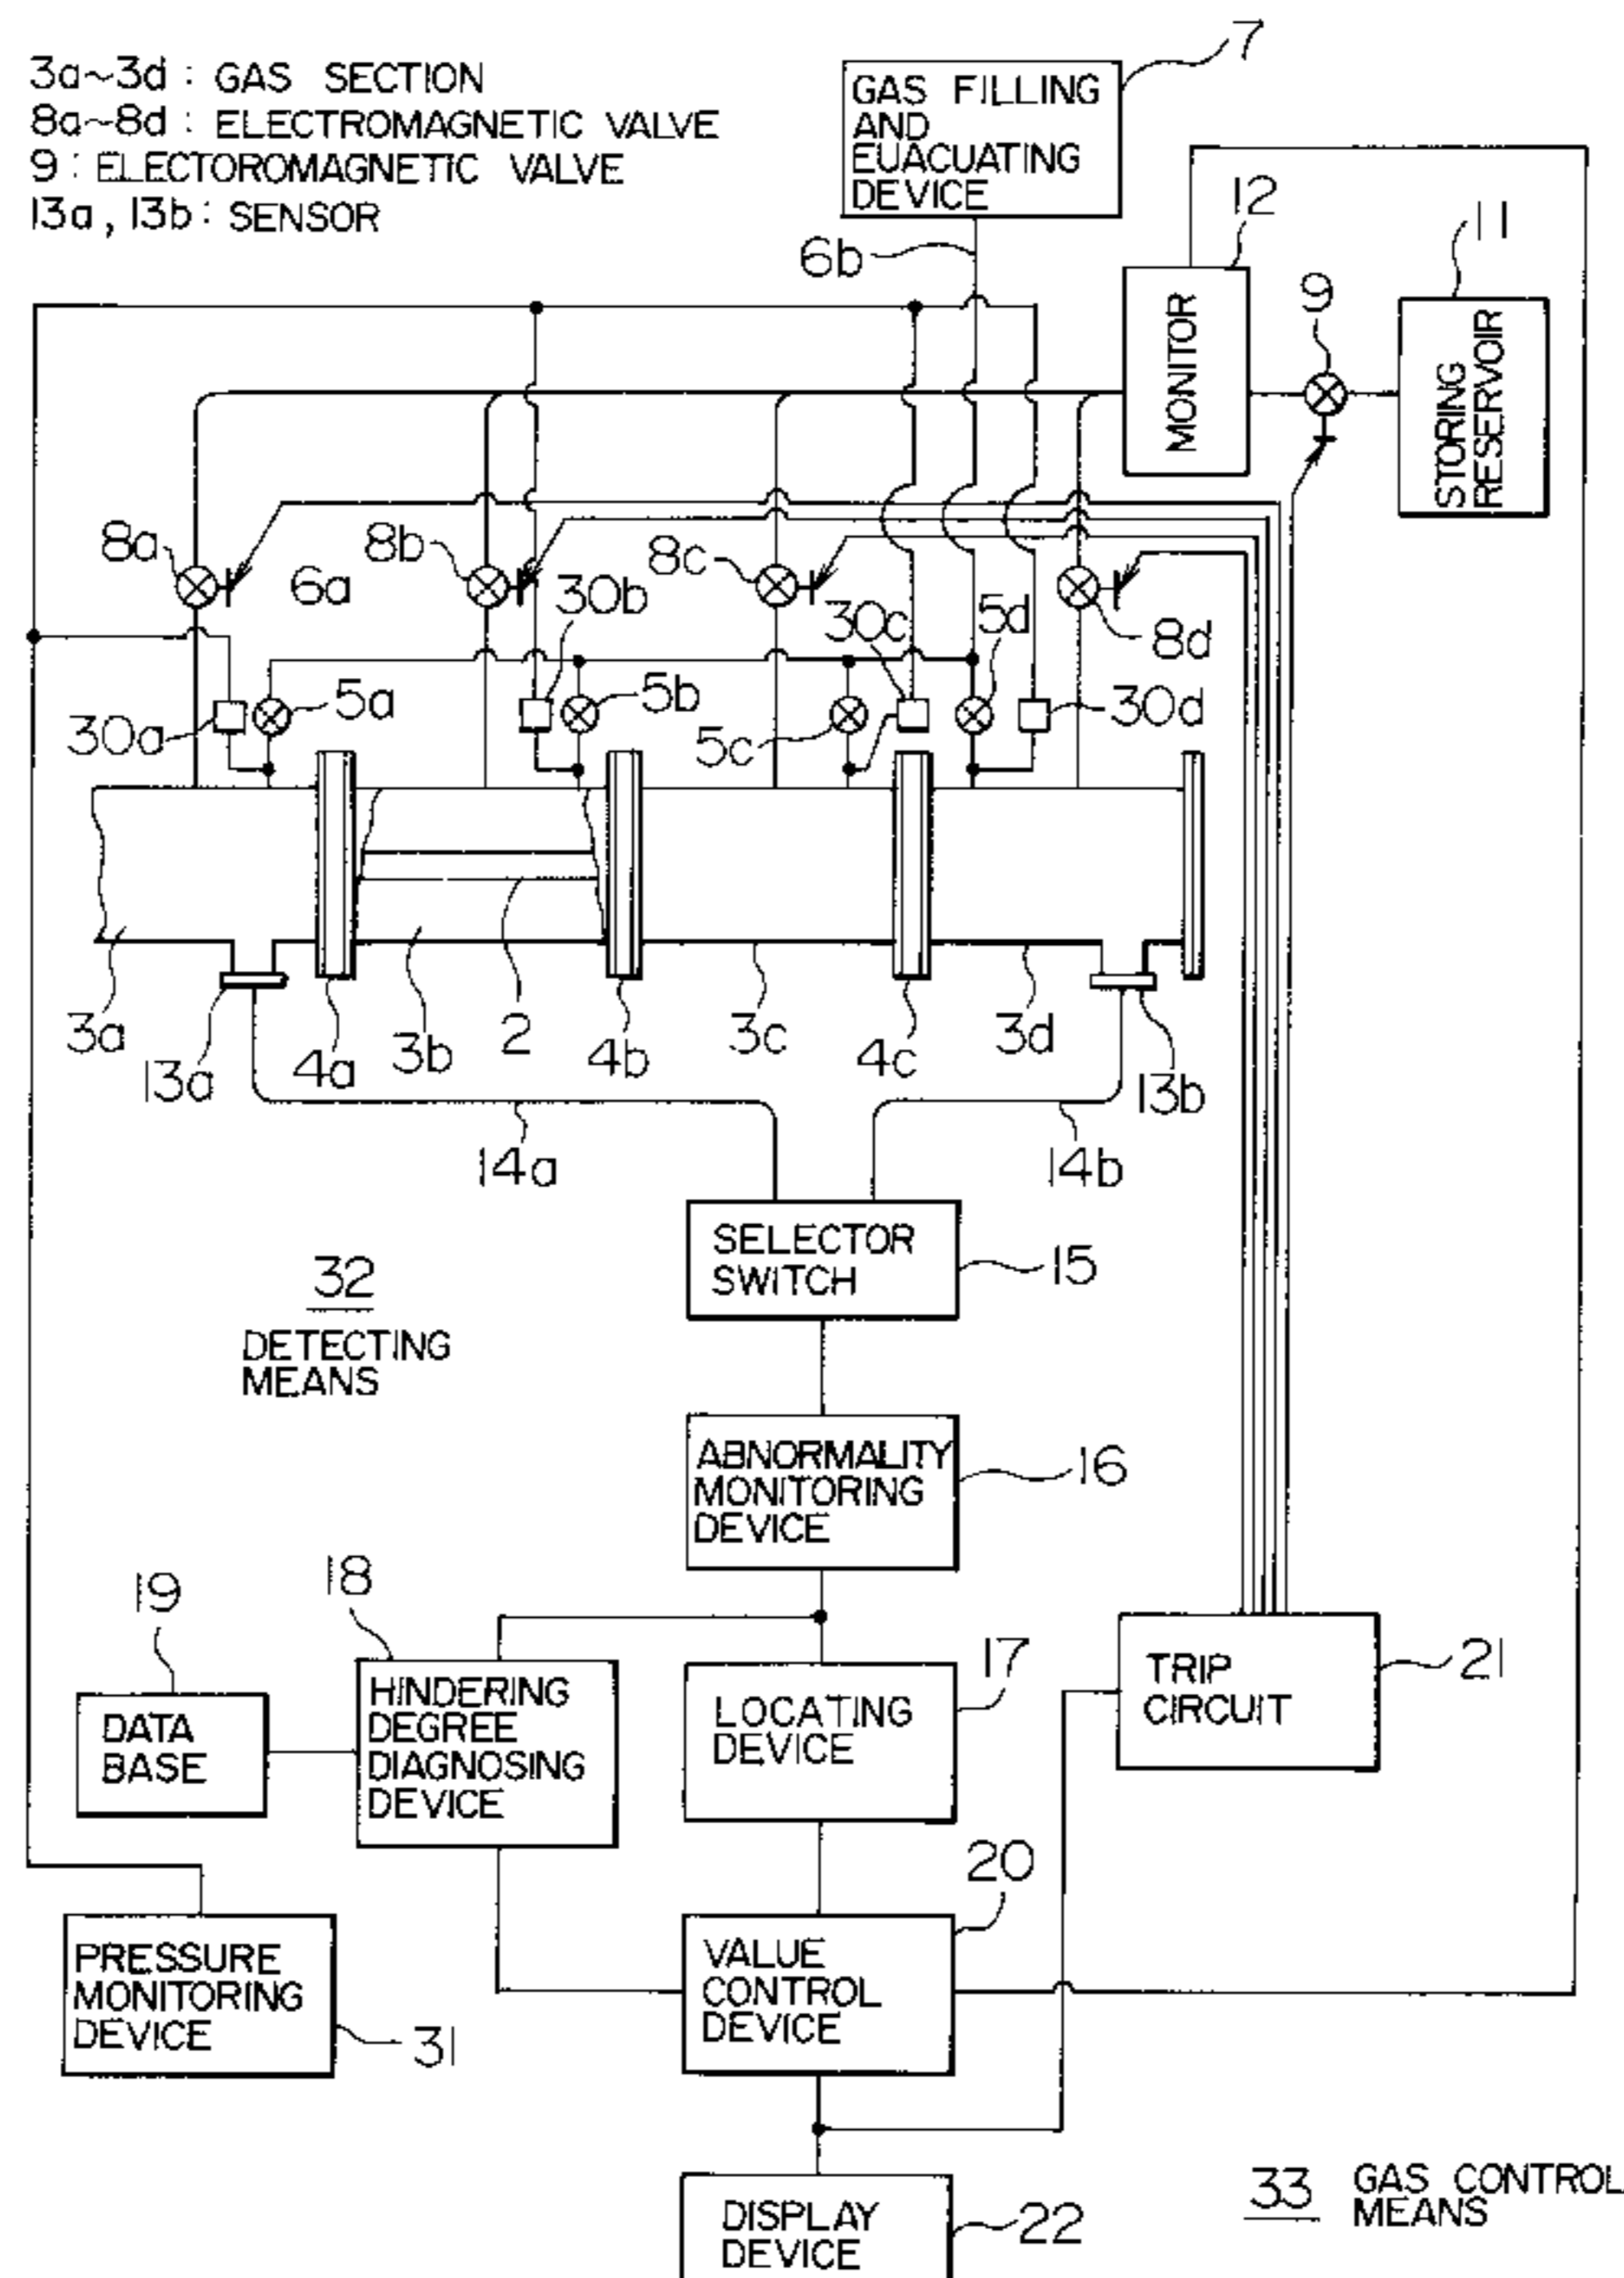 3a~3d : GAS SECTION
8a~8d : ELECTROMAGNETIC VALVE
9 : ELECTOROMAGNETIC VALVE
13a, 13b : SENSOR
7
GAS FILLING
AND
EUACUATING
DEVICE
6b
12
11
9
MONITOR
STORING
RESERVOIR
8a
6a
8b
30b
8c
30c
5d
8d
30a
5a
5b
5c
30d
3a
13a
4a
3b
2
4b
3c
4c
3d
13b
14a
14b
SELECTOR
SWITCH
15
32
DETECTING
MEANS
ABNORMALITY
MONITORING
DEVICE
16
19
18
17
DATA
BASE
HINDERING
DEGREE
DIAGNOSING
DEVICE
LOCATING
DEVICE
TRIP
CIRCUIT
21
20
PRESSURE
MONITORING
DEVICE
31
VALUE
CONTROL
DEVICE
33 GAS CONTROL
MEANS
DISPLAY
DEVICE
22